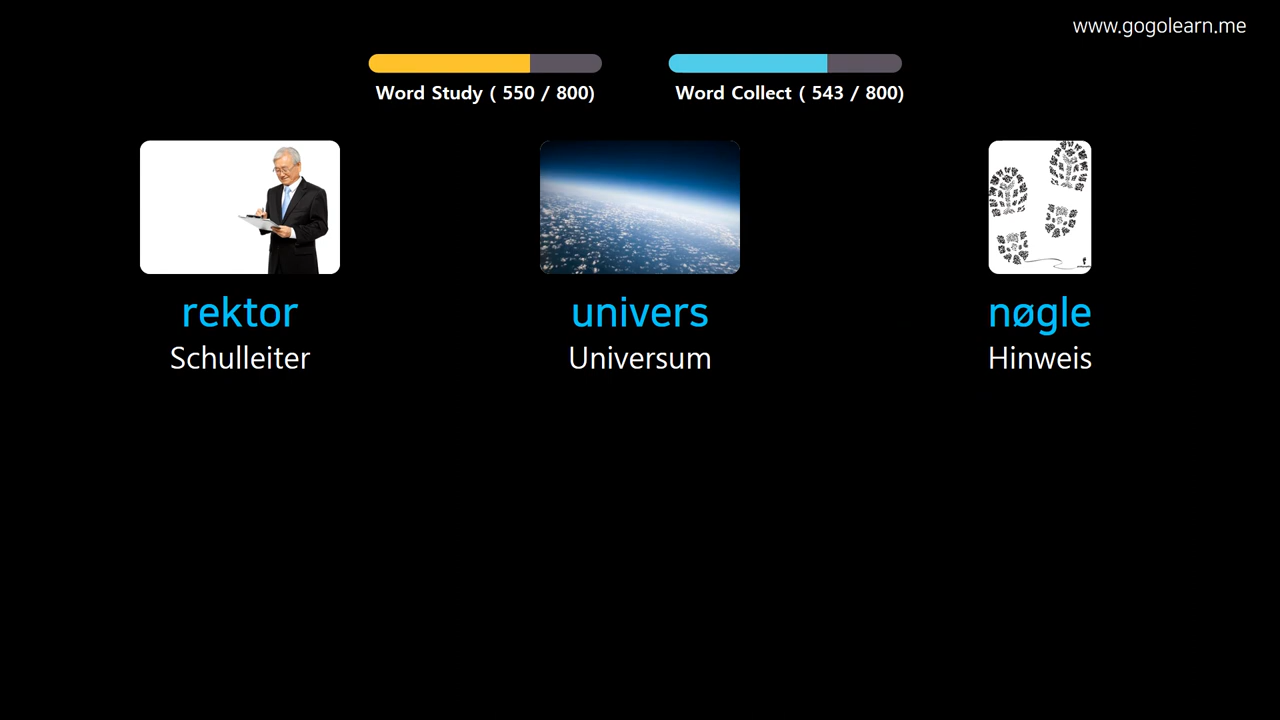 www.gogolearn.me
Word Study ( 550 / 800)
Word Collect ( 543 / 800)
rektor
Schulleiter
univers
Universum
nøgle
Hinweis